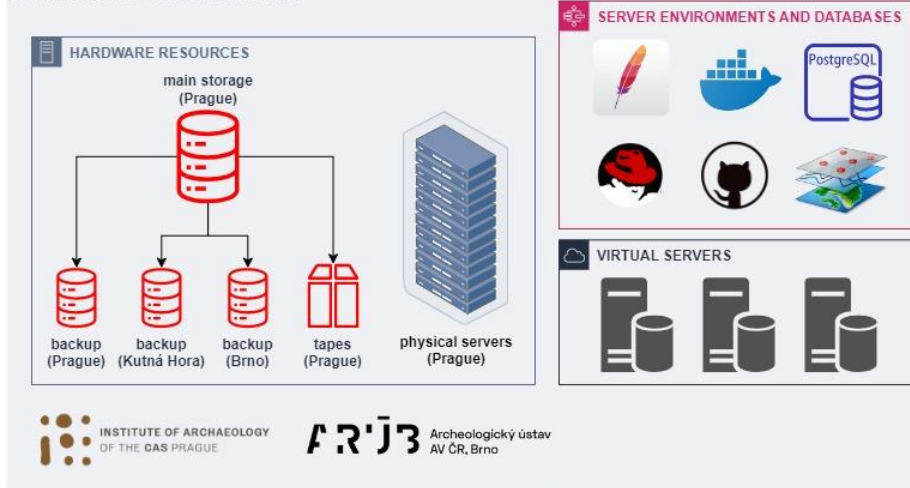 HARDWARE RESOURCES
main storage
(Prague)
backup
(Prague)
backup
(Kutná Hora)
backup
(Brno)
tapes
(Prague)
physical servers
(Prague)
SERVER ENVIRONMENTS AND DATABASES
PostgreSQL
VIRTUAL SERVERS
INSTITUTE OF ARCHAEOLOGY
OF THE CAS PRAGUE
Archeologický ústav
AV ČR, Brno